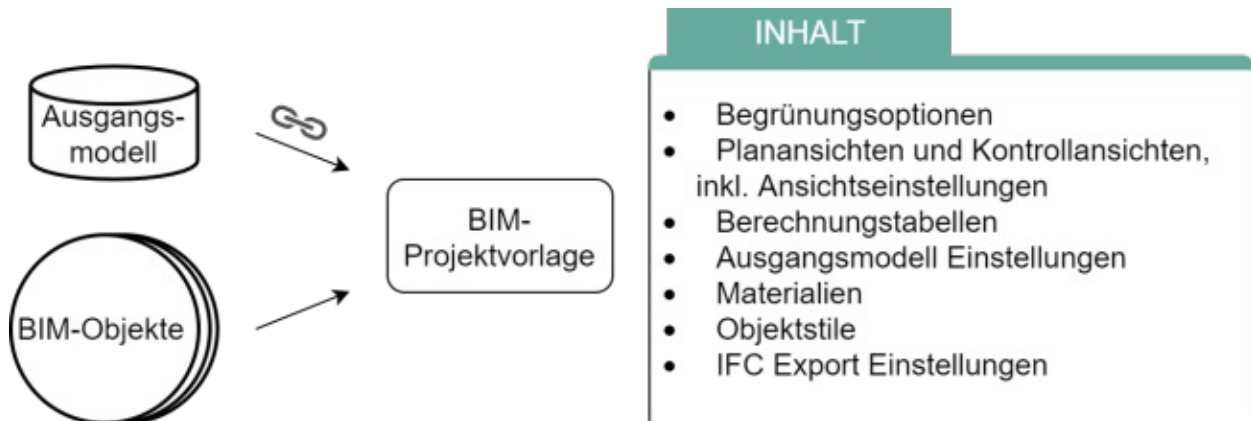 Ausgangs-
modell
BIM-Objekte
BIM-
Projektvorlage
INHALT
• Begrünungsoptionen
• Planansichten und Kontrollansichten,
inkl. Ansichtseinstellungen
• Berechnungstabellen
• Ausgangsmodell Einstellungen
• Materialien
• Objektstile
• IFC Export Einstellungen